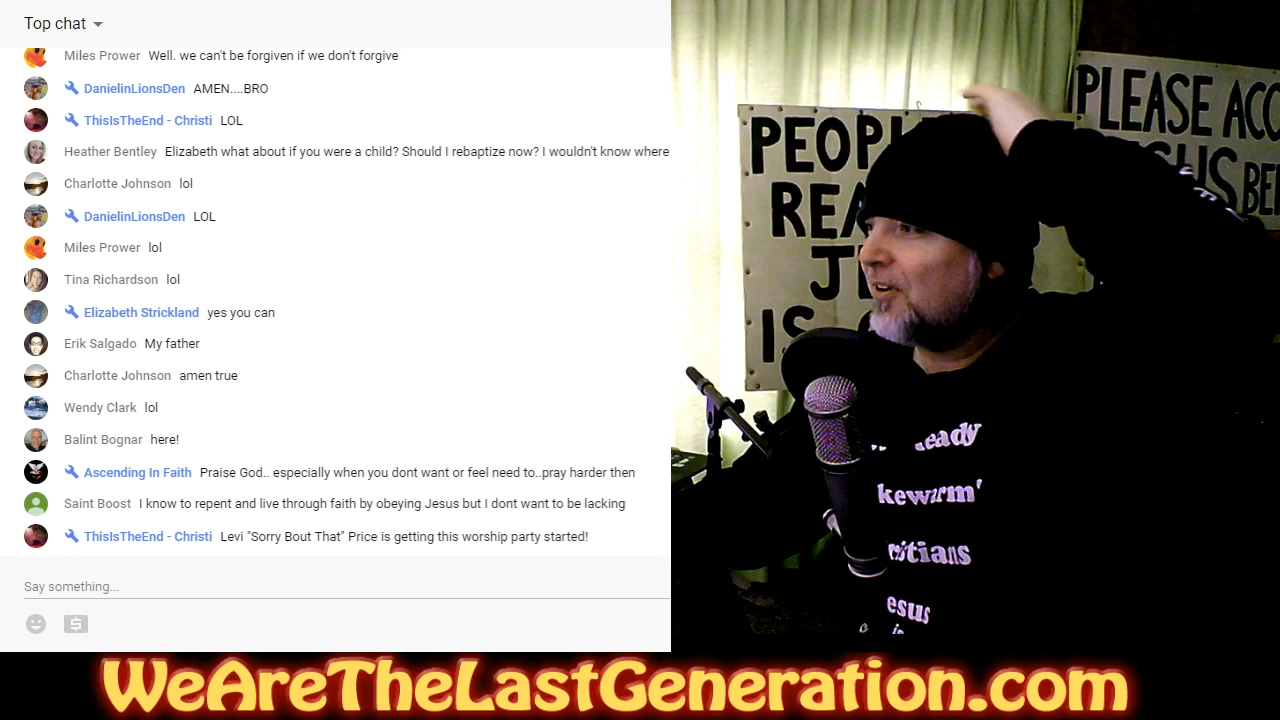 Top chat
Miles Prower Well. we can't be forgiven if we don't forgive
DanielinLionsDen AMEN....BRO
ThisIsTheEnd - Christi LOL
Heather Bentley Elizabeth what about if you were a child? Should I rebaptize now? I wouldn't know where
Charlotte Johnson lol
DanielinLionsDen LOL
Miles Prower lol
Tina Richardson lol
Elizabeth Strickland yes you can
Erik Salgado My father
Charlotte Johnson amen true
Wendy Clark lol
Balint Bognar here!
Ascending In Faith Praise God.. especially when you dont want or feel need to..pray harder then
Saint Boost I know to repent and live through faith by obeying Jesus but I dont want to be lacking
ThisIsTheEnd - Christi Levi "Sorry Bout That" Price is getting this worship party started!
Say something...
PEOPL
REA
J
IS
PLEASE ACC
SUS BE
eady
kewarm'
istians
esus
is
WeAreTheLastGeneration.com